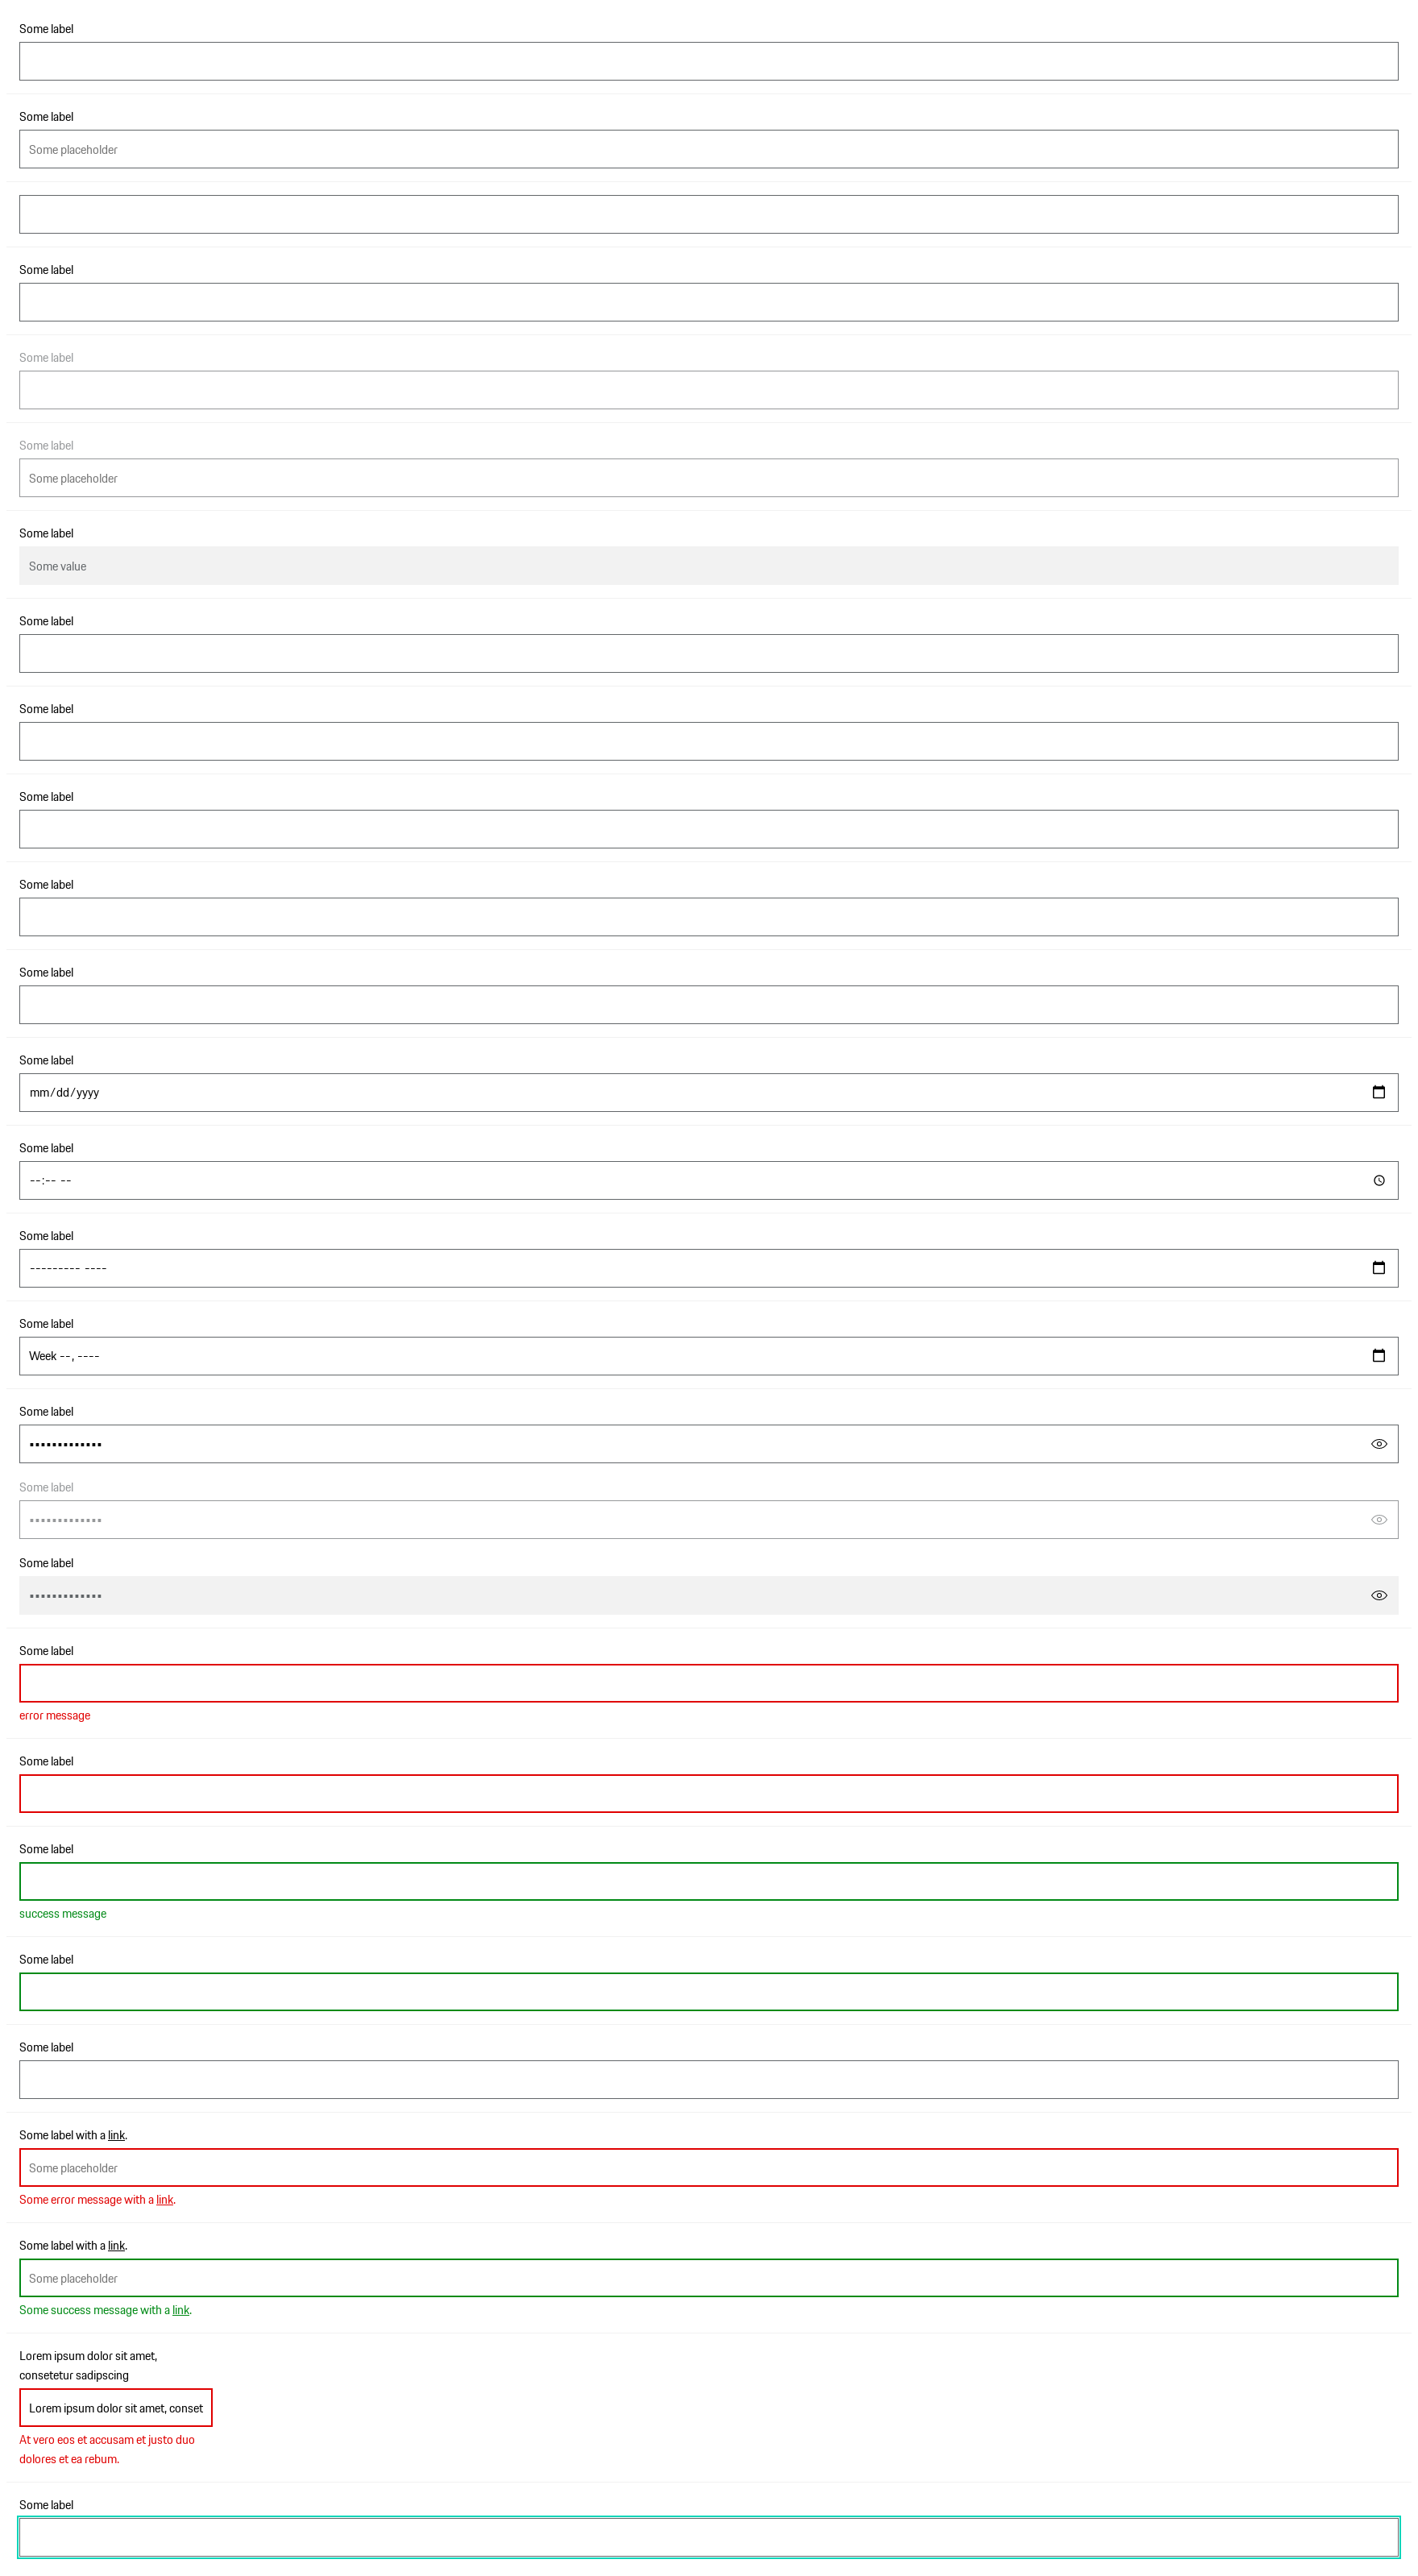 Some label
Some label
Some placeholder
Some label
Some label
Some label
Some placeholder
Some label
Some value
Some label
Some label
Some label
Some label
Some label
Some label
mm/dd/yyyy
Some label
--:-- --
Some label
--------- ----
Some label
Week --, ----
Some label
•••••••••••••
Some label
•••••••••••••
Some label
•••••••••••••
Some label
error message
Some label
Some label
success message
Some label
Some label
Some label with a link.
Some placeholder
Some error message with a link.
Some label with a link.
Some placeholder
Some success message with a link.
Lorem ipsum dolor sit amet,
consetetur sadipscing
Lorem ipsum dolor sit amet, conset
At vero eos et accusam et justo duo
dolores et ea rebum.
Some label